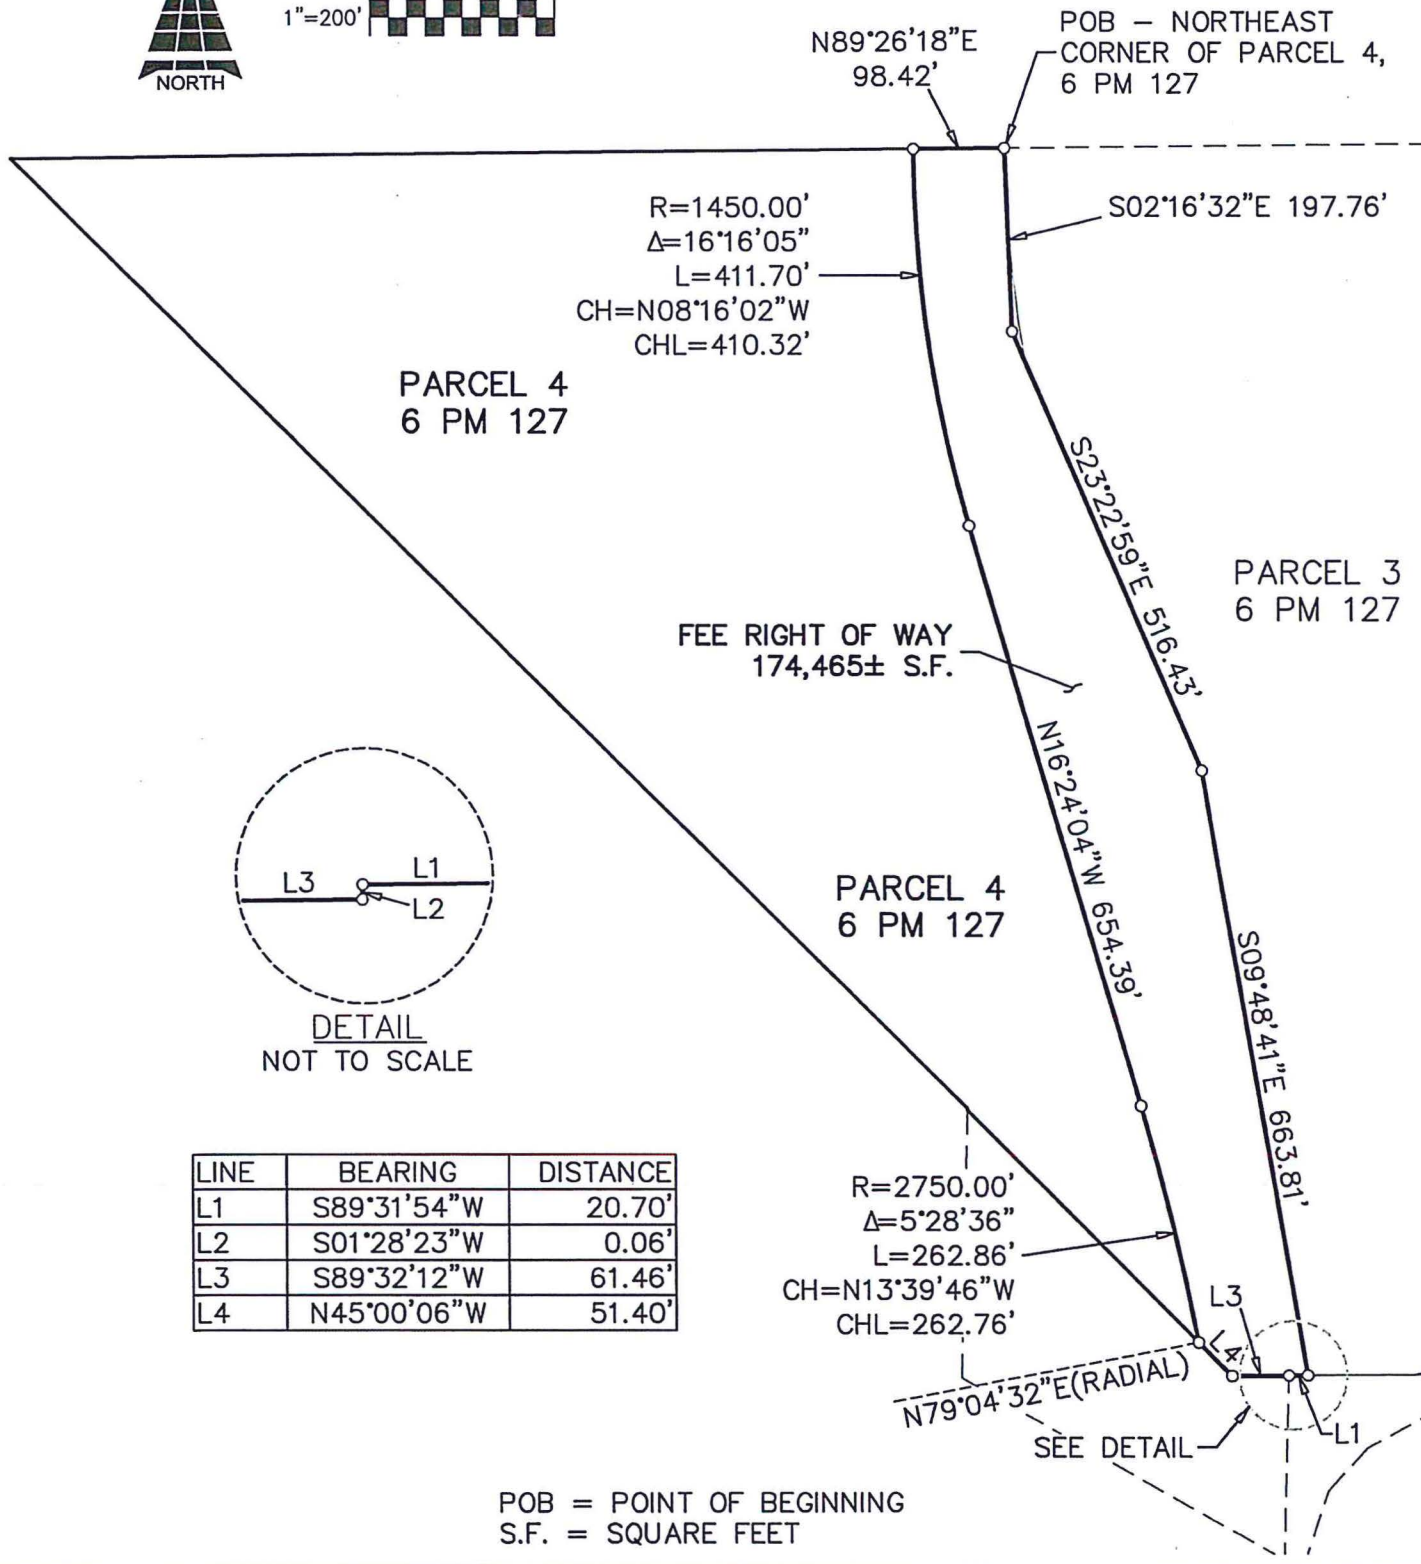 1"=200'
NORTH
N89°26'18"E
98.42'
POB - NORTHEAST
CORNER OF PARCEL 4,
6 PM 127
R=1450.00'
Δ=16°16'05"
L=411.70'
CH=N08°16'02"W
CHL=410.32'
S02°16'32"E 197.76'
PARCEL 4
6 PM 127
S23°22'59"E 516.43'
PARCEL 3
6 PM 127
FEE RIGHT OF WAY
174,465± S.F.
N16°24'04"W 654.39'
L3
L1
L2
DETAIL
NOT TO SCALE
PARCEL 4
6 PM 127
S09°48'41"E 663.81'
LINE BEARING DISTANCE
L1 S89°31'54"W 20.70'
L2 S01°28'23"W 0.06'
L3 S89°32'12"W 61.46'
L4 N45°00'06"W 51.40'
R=2750.00'
Δ=5°28'36"
L=262.86'
CH=N13°39'46"W
CHL=262.76'
L3
L4
N79°04'32"E(RADIAL)
SEE DETAIL
L1
POB = POINT OF BEGINNING
S.F. = SQUARE FEET